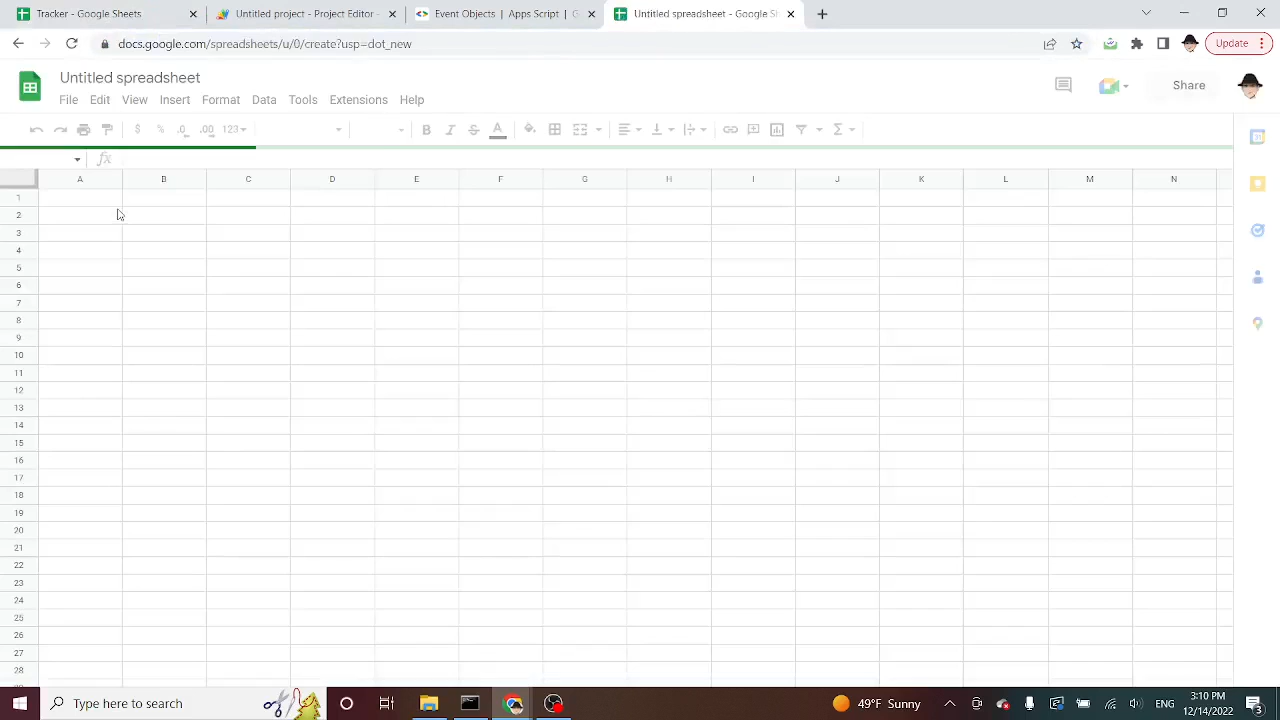 Tracker - Google Sheets
Untitled project - Project Editor -
Event Objects | Apps Script | G
Untitled spreadsheet - Google Sh
docs.google.com/spreadsheets/u/0/create?usp=dot_new
Update
Untitled spreadsheet
File Edit View Insert Format Data Tools Extensions Help
Share
$ % .0 .00 123
B I S A
fx
A B C D E F G H I J K L M N
1
2
3
4
5
6
7
8
9
10
11
12
13
14
15
16
17
18
19
20
21
22
23
24
25
26
27
28
Type here to search
49°F Sunny
ENG
3:10 PM
12/14/2022